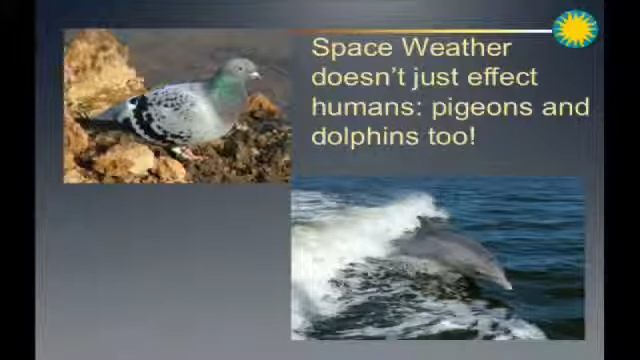 Space Weather
doesn't just effect
humans: pigeons and
dolphins too!